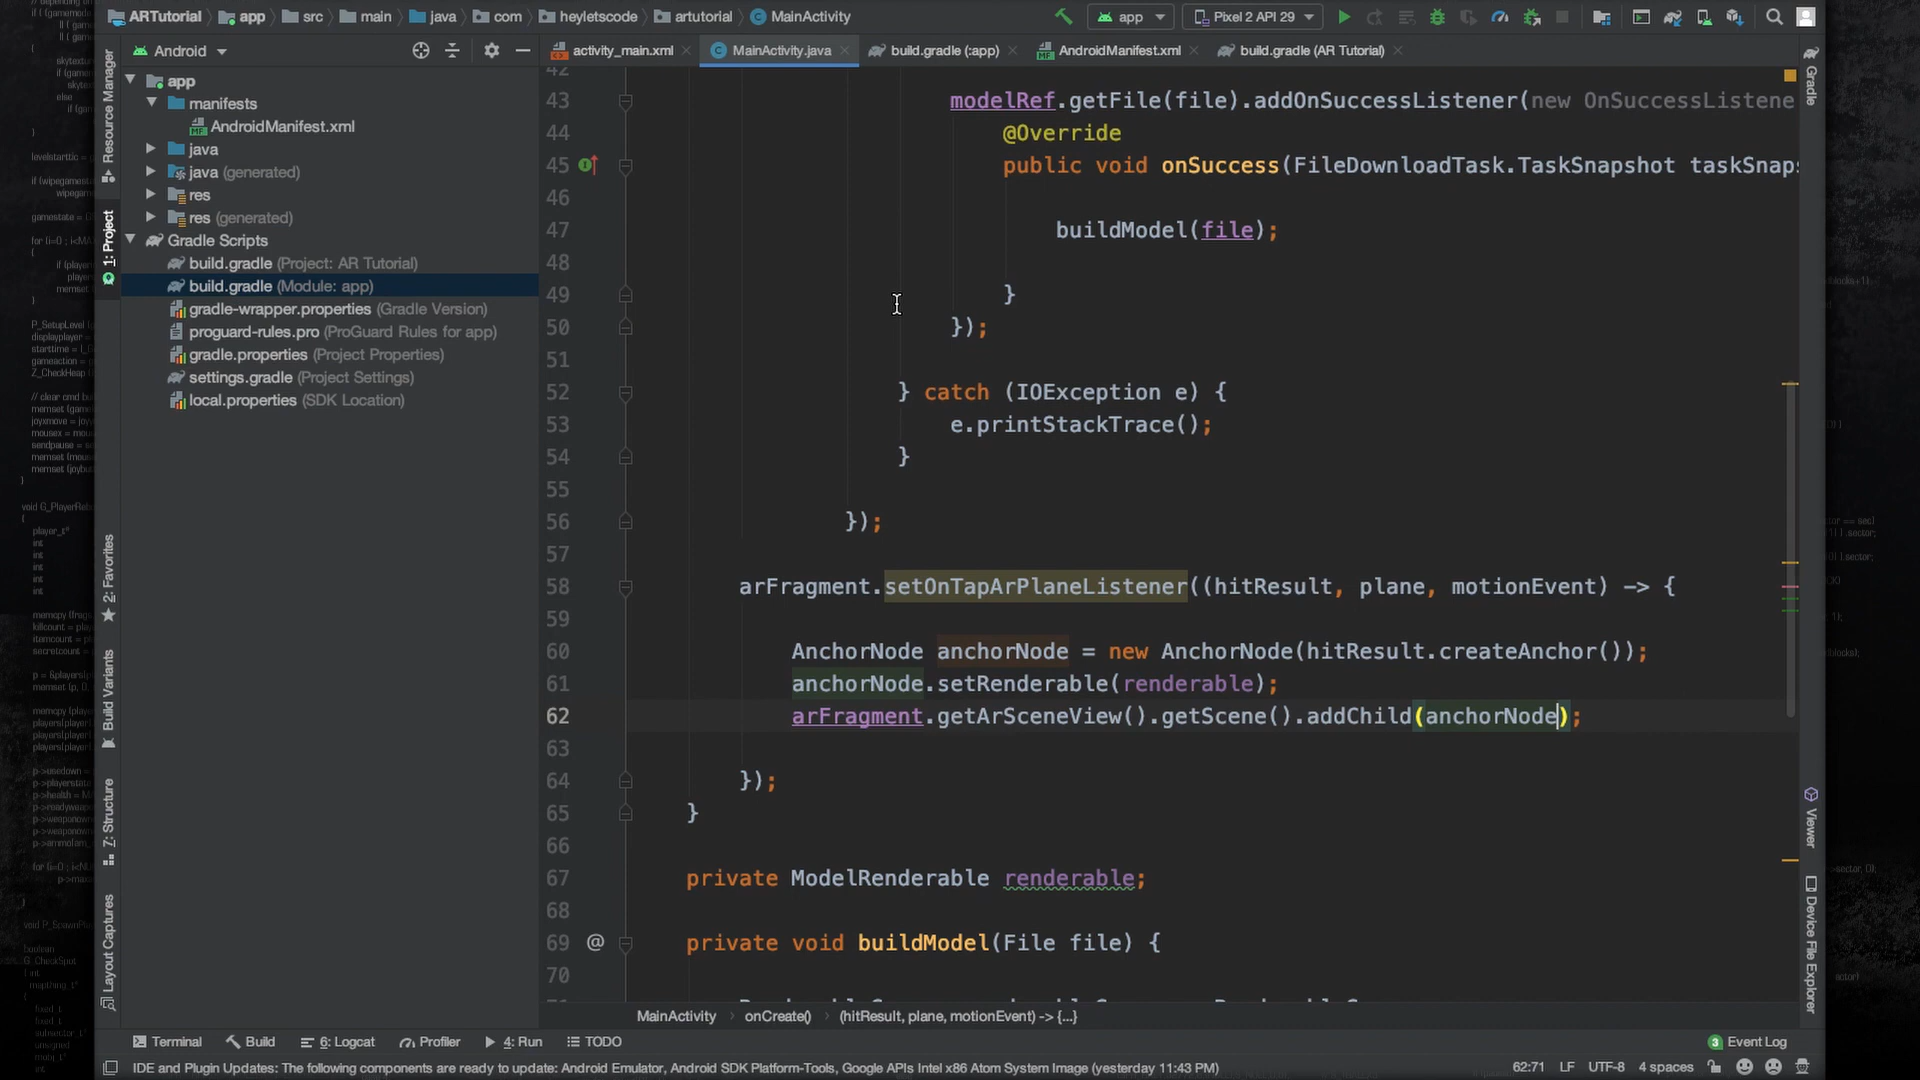 ARTutorial app src main java com heyletscode artutorial MainActivity app Pixel 2 API 29
Android
activity_main.xml MainActivity.java build.gradle (:app) AndroidManifest.xml build.gradle (AR Tutorial)
Resource Manager
1: Project
2: Favorites
Build Variants
7: Structure
Layout Captures
app
manifests
AndroidManifest.xml
java
java (generated)
res
res (generated)
Gradle Scripts
build.gradle (Project: AR Tutorial)
build.gradle (Module: app)
gradle-wrapper.properties (Gradle Version)
proguard-rules.pro (ProGuard Rules for app)
gradle.properties (Project Properties)
settings.gradle (Project Settings)
local.properties (SDK Location)
42
43 modelRef.getFile(file).addOnSuccessListener(new OnSuccessListene
44 @Override
45 public void onSuccess(FileDownloadTask.TaskSnapshot taskSnaps
46
47 buildModel(file);
48
49 }
50 });
51
52 } catch (IOException e) {
53 e.printStackTrace();
54 }
55
56 });
57
58 arFragment.setOnTapArPlaneListener((hitResult, plane, motionEvent) -> {
59
60 AnchorNode anchorNode = new AnchorNode(hitResult.createAnchor());
61 anchorNode.setRenderable(renderable);
62 arFragment.getArSceneView().getScene().addChild(anchorNode);
63
64 });
65 }
66
67 private ModelRenderable renderable;
68
69 private void buildModel(File file) {
70
Gradle
Viewer
Device File Explorer
MainActivity onCreate() (hitResult, plane, motionEvent) -> {...}
Terminal Build 6: Logcat Profiler 4: Run TODO 3 Event Log
IDE and Plugin Updates: The following components are ready to update: Android Emulator, Android SDK Platform-Tools, Google APIs Intel x86 Atom System Image (yesterday 11:43 PM) 62:71 LF UTF-8 4 spaces